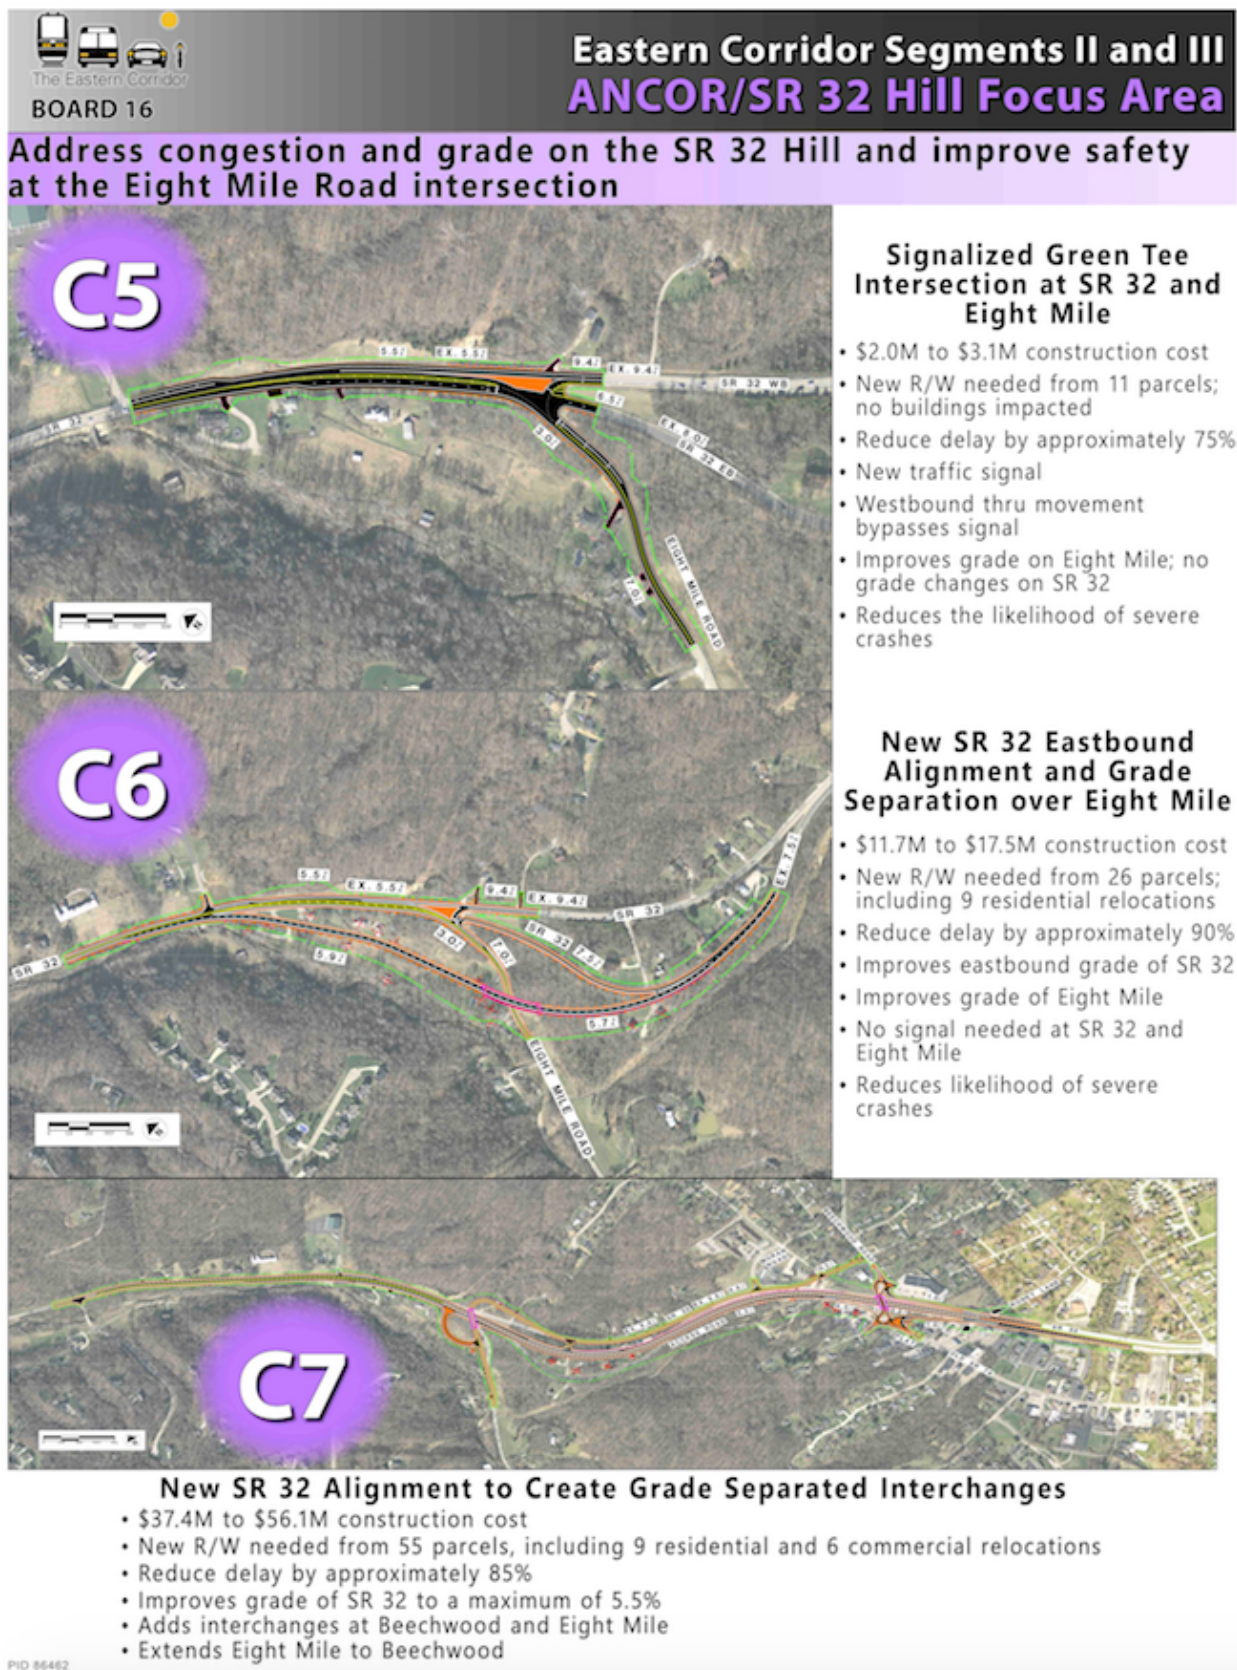 The Eastern Corridor
BOARD 16
Eastern Corridor Segments II and III
ANCOR/SR 32 Hill Focus Area
Address congestion and grade on the SR 32 Hill and improve safety
at the Eight Mile Road intersection
C5
5.5%
EX. 5.5%
9.4%
EX. 9.4%
SR 32 WB
6.5%
EX. 6.0%
SR 32 EB
SR 32
3.0%
7.0%
EIGHT MILE ROAD
Signalized Green Tee
Intersection at SR 32 and
Eight Mile
• $2.0M to $3.1M construction cost
• New R/W needed from 11 parcels;
no buildings impacted
• Reduce delay by approximately 75%
• New traffic signal
• Westbound thru movement
bypasses signal
• Improves grade on Eight Mile; no
grade changes on SR 32
• Reduces the likelihood of severe
crashes
C6
5.5%
EX. 5.5%
9.4%
EX. 9.4%
SR 32
EX. 7.5%
SR 32
3.0%
7.0%
SR 32 7.5%
5.9%
5.7%
EIGHT MILE ROAD
New SR 32 Eastbound
Alignment and Grade
Separation over Eight Mile
• $11.7M to $17.5M construction cost
• New R/W needed from 26 parcels;
including 9 residential relocations
• Reduce delay by approximately 90%
• Improves eastbound grade of SR 32
• Improves grade of Eight Mile
• No signal needed at SR 32 and
Eight Mile
• Reduces likelihood of severe
crashes
C7
New SR 32 Alignment to Create Grade Separated Interchanges
• $37.4M to $56.1M construction cost
• New R/W needed from 55 parcels, including 9 residential and 6 commercial relocations
• Reduce delay by approximately 85%
• Improves grade of SR 32 to a maximum of 5.5%
• Adds interchanges at Beechwood and Eight Mile
• Extends Eight Mile to Beechwood
PID 86462